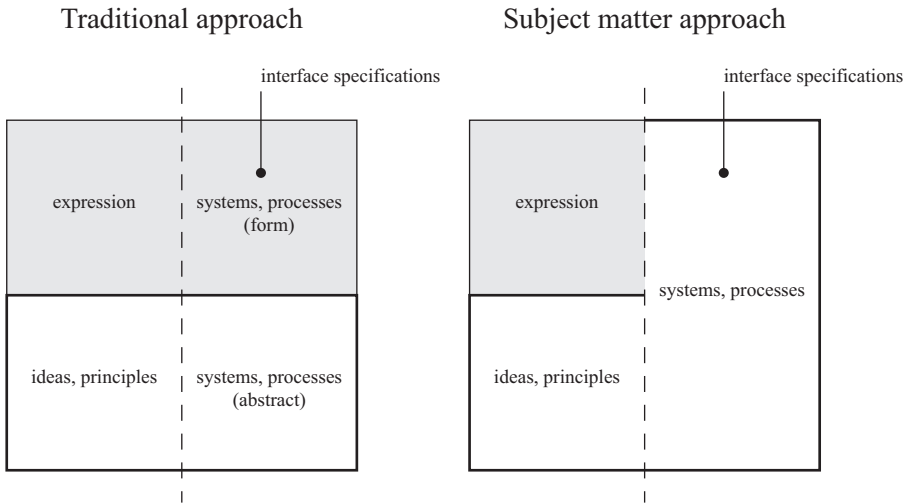 Traditional approach
interface specifications
expression
systems, processes
(form)
ideas, principles
systems, processes
(abstract)
Subject matter approach
interface specifications
expression
systems, processes
ideas, principles